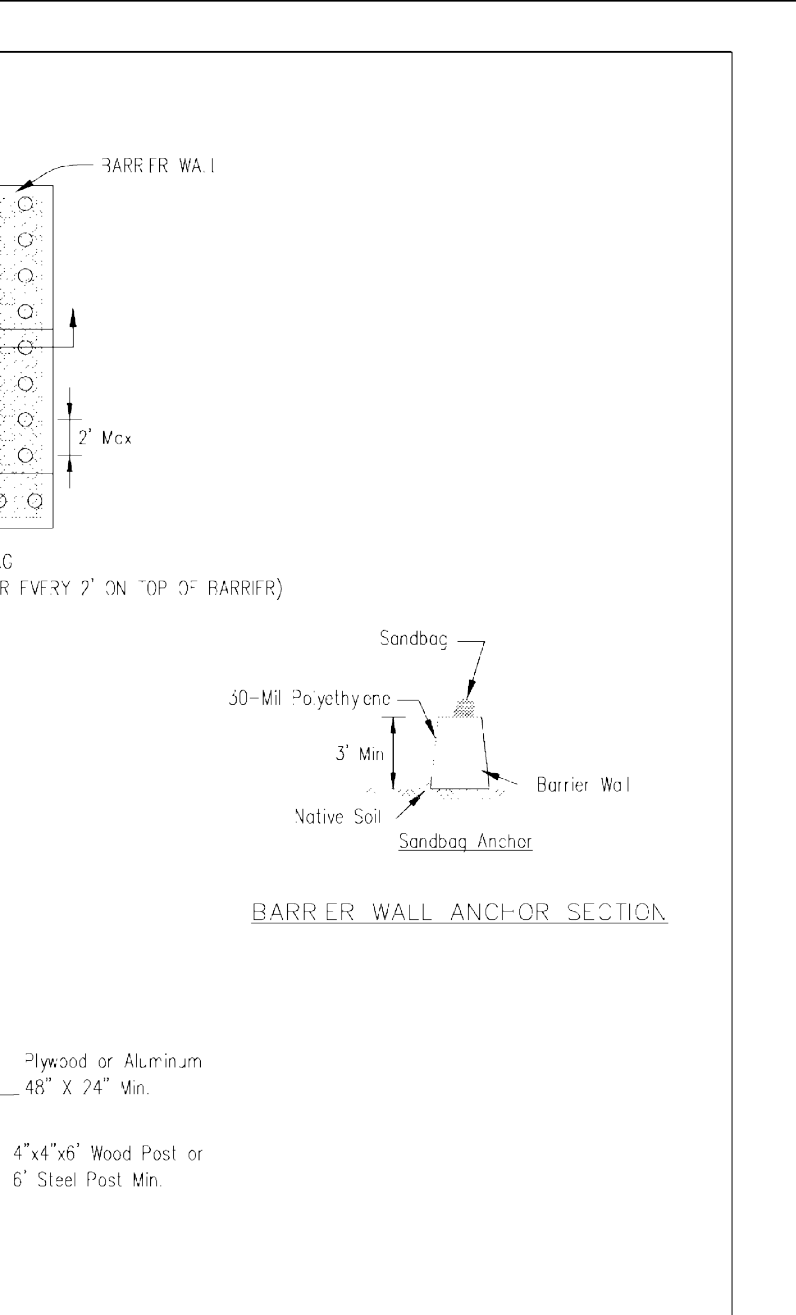 BARRIER WALL
2' Max
R EVERY 2' ON TOP OF BARRIER)
Sandbag
30-Mil Polyethylene
3' Min
Barrier Wall
Native Soil
Sandbag Anchor
BARRIER WALL ANCHOR SECTION
Plywood or Aluminum
48" X 24" Min.
4"x4"x6' Wood Post or
6' Steel Post Min.